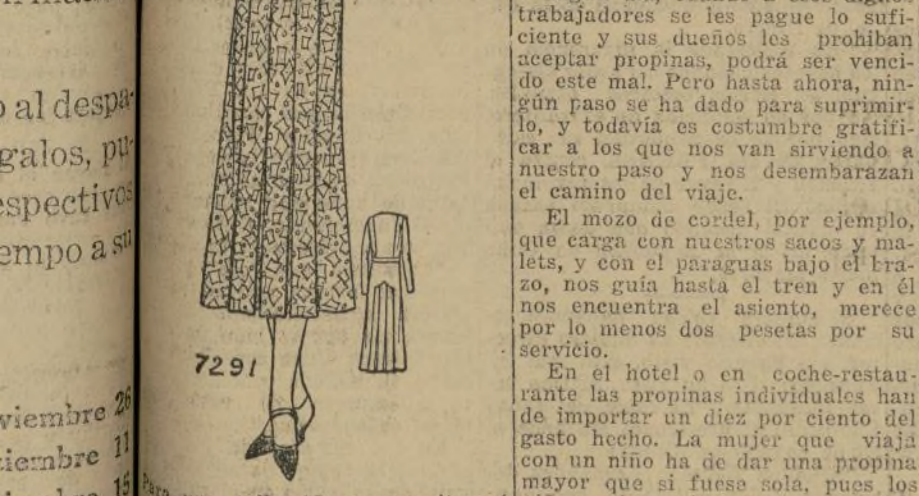 o al despa-
galos, pu-
espectivos
empo a su
viembre 26
iembre 11
15
7291
Para
trabajadores se les pague lo sufi-
ciente y sus dueños les prohiban
aceptar propinas, podrá ser venci-
do este mal. Pero hasta ahora, nin-
gún paso se ha dado para suprimir-
lo, y todavía es costumbre gratifi-
car a los que nos van sirviendo a
nuestro paso y nos desembarazan
el camino del viaje.
El mozo de cordel, por ejemplo,
que carga con nuestros sacos y ma-
lets, y con el paraguas bajo el bra-
zo, nos guía hasta el tren y en él
nos encuentra el asiento, merece
por lo menos dos pesetas por su
servicio.
En el hotel o en coche-restau-
rante las propinas individuales han
de importar un diez por ciento del
gasto hecho. La mujer que viaja
con un niño ha de dar una propina
mayor que si fuese sola, pues los